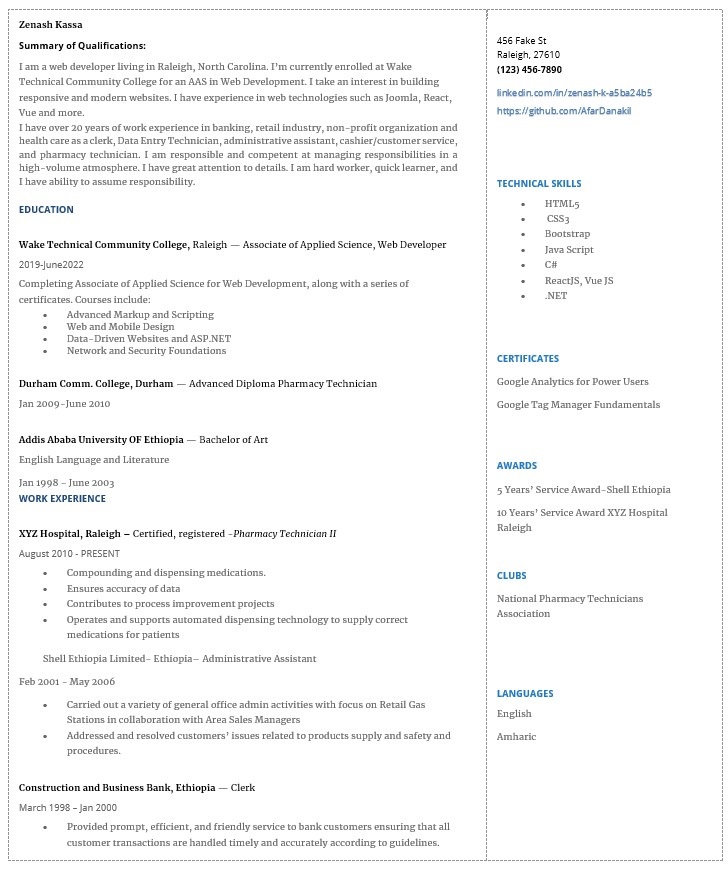 Zenash Kassa
Summary of Qualifications:
I am a web developer living in Raleigh, North Carolina. I'm currently enrolled at Wake
Technical Community College for an AAS in Web Development. I take an interest in building
responsive and modern websites. I have experience in web technologies such as Joomla, React,
Vue and more.
I have over 20 years of work experience in banking, retail industry, non-profit organization and
health care as a clerk, Data Entry Technician, administrative assistant, cashier/customer service,
and pharmacy technician. I am responsible and competent at managing responsibilities in a
high-volume atmosphere. I have great attention to details. I am hard worker, quick learner, and
I have ability to assume responsibility.
EDUCATION
Wake Technical Community College, Raleigh — Associate of Applied Science, Web Developer
2019-June2022
Completing Associate of Applied Science for Web Development, along with a series of
certificates. Courses include:
• Advanced Markup and Scripting
• Web and Mobile Design
• Data-Driven Websites and ASP.NET
• Network and Security Foundations
Durham Comm. College, Durham — Advanced Diploma Pharmacy Technician
Jan 2009-June 2010
Addis Ababa University OF Ethiopia — Bachelor of Art
English Language and Literature
Jan 1998 - June 2003
WORK EXPERIENCE
XYZ Hospital, Raleigh – Certified, registered -Pharmacy Technician II
August 2010 - PRESENT
• Compounding and dispensing medications.
• Ensures accuracy of data
• Contributes to process improvement projects
• Operates and supports automated dispensing technology to supply correct
medications for patients
Shell Ethiopia Limited- Ethiopia– Administrative Assistant
Feb 2001 - May 2006
• Carried out a variety of general office admin activities with focus on Retail Gas
Stations in collaboration with Area Sales Managers
• Addressed and resolved customers' issues related to products supply and safety and
procedures.
Construction and Business Bank, Ethiopia — Clerk
March 1998 – Jan 2000
• Provided prompt, efficient, and friendly service to bank customers ensuring that all
customer transactions are handled timely and accurately according to guidelines.
456 Fake St
Raleigh, 27610
(123) 456-7890
linkedin.com/in/zenash-k-a5ba24b5
https://github.com/AfarDanakil
TECHNICAL SKILLS
• HTML5
• CSS3
• Bootstrap
• Java Script
• C#
• ReactJS, Vue JS
• .NET
CERTIFICATES
Google Analytics for Power Users
Google Tag Manager Fundamentals
AWARDS
5 Years' Service Award-Shell Ethiopia
10 Years' Service Award XYZ Hospital
Raleigh
CLUBS
National Pharmacy Technicians
Association
LANGUAGES
English
Amharic